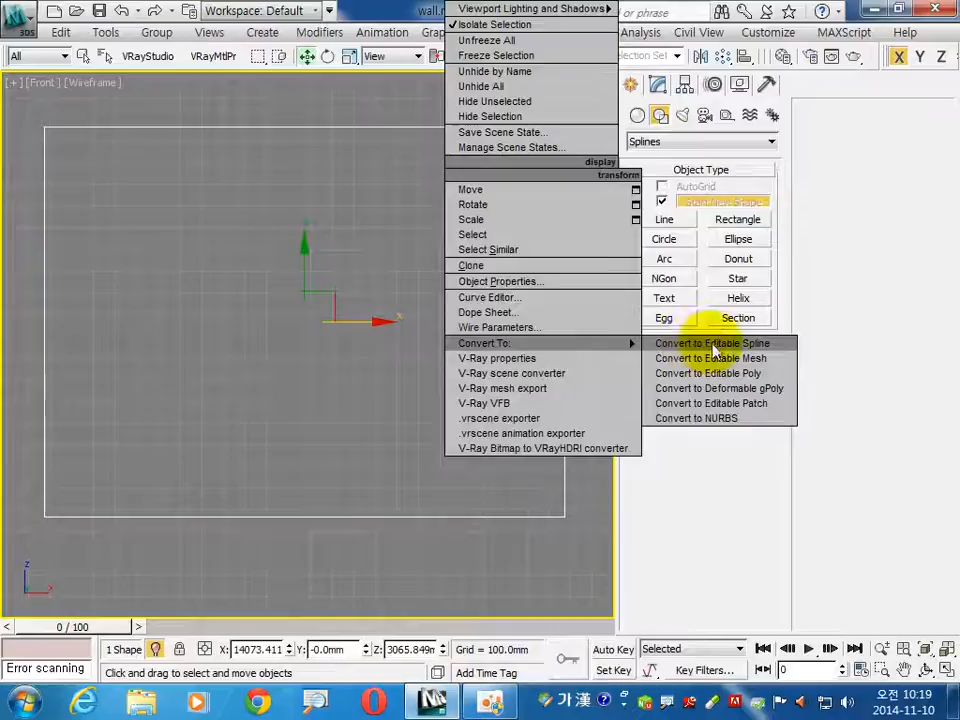 3DS
Workspace: Default
wall.
or phrase
Edit
Tools
Group
Views
Create
Modifiers
Animation
Analysis
Civil View
Customize
MAXScript
Help
All
VRayStudio
VRayMtlPr
View
X
Y
Z
[ + ] [Front ] [Wireframe ]
Viewport Lighting and Shadows
Isolate Selection
Unfreeze All
Freeze Selection
Unhide by Name
Unhide All
Hide Unselected
Hide Selection
Save Scene State...
Manage Scene States...
display
transform
Move
Rotate
Scale
Select
Select Similar
Clone
Object Properties...
Curve Editor...
Dope Sheet...
Wire Parameters...
Convert To:
V-Ray properties
V-Ray scene converter
V-Ray mesh export
V-Ray VFB
.vrscene exporter
.vrscene animation exporter
V-Ray Bitmap to VRayHDRI converter
Convert to Editable Spline
Convert to Editable Mesh
Convert to Editable Poly
Convert to Deformable gPoly
Convert to Editable Patch
Convert to NURBS
Splines
Object Type
AutoGrid
Start New Shape
Line
Rectangle
Circle
Ellipse
Arc
Donut
NGon
Star
Text
Helix
Egg
Section
x
z
x
0 / 100
1 Shape
X: 14073.411
Y: -0.0mm
Z: 3065.849m
Grid = 100.0mm
Auto Key
Selected
Error scanning
Click and drag to select and move objects
Add Time Tag
Set Key
Key Filters...
0
가 漢
오전 10:19
2014-11-10